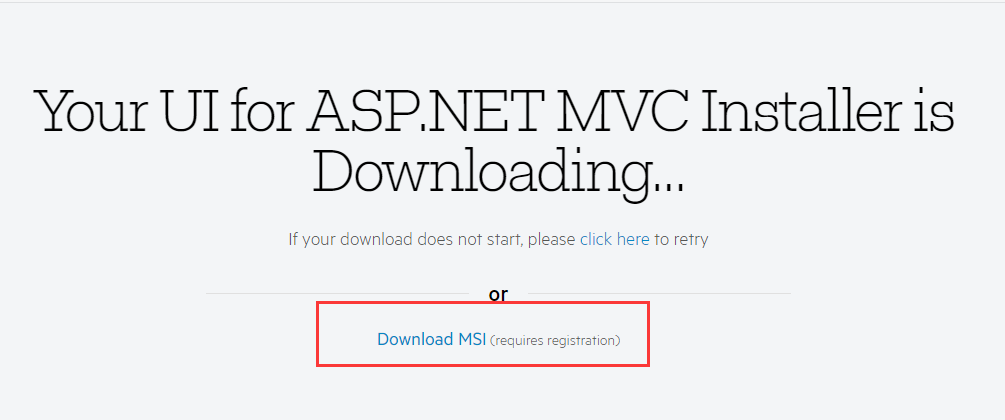 Your UI for ASP.NET MVC Installer is
Downloading...
If your download does not start, please click here to retry
or
Download MSI (requires registration)